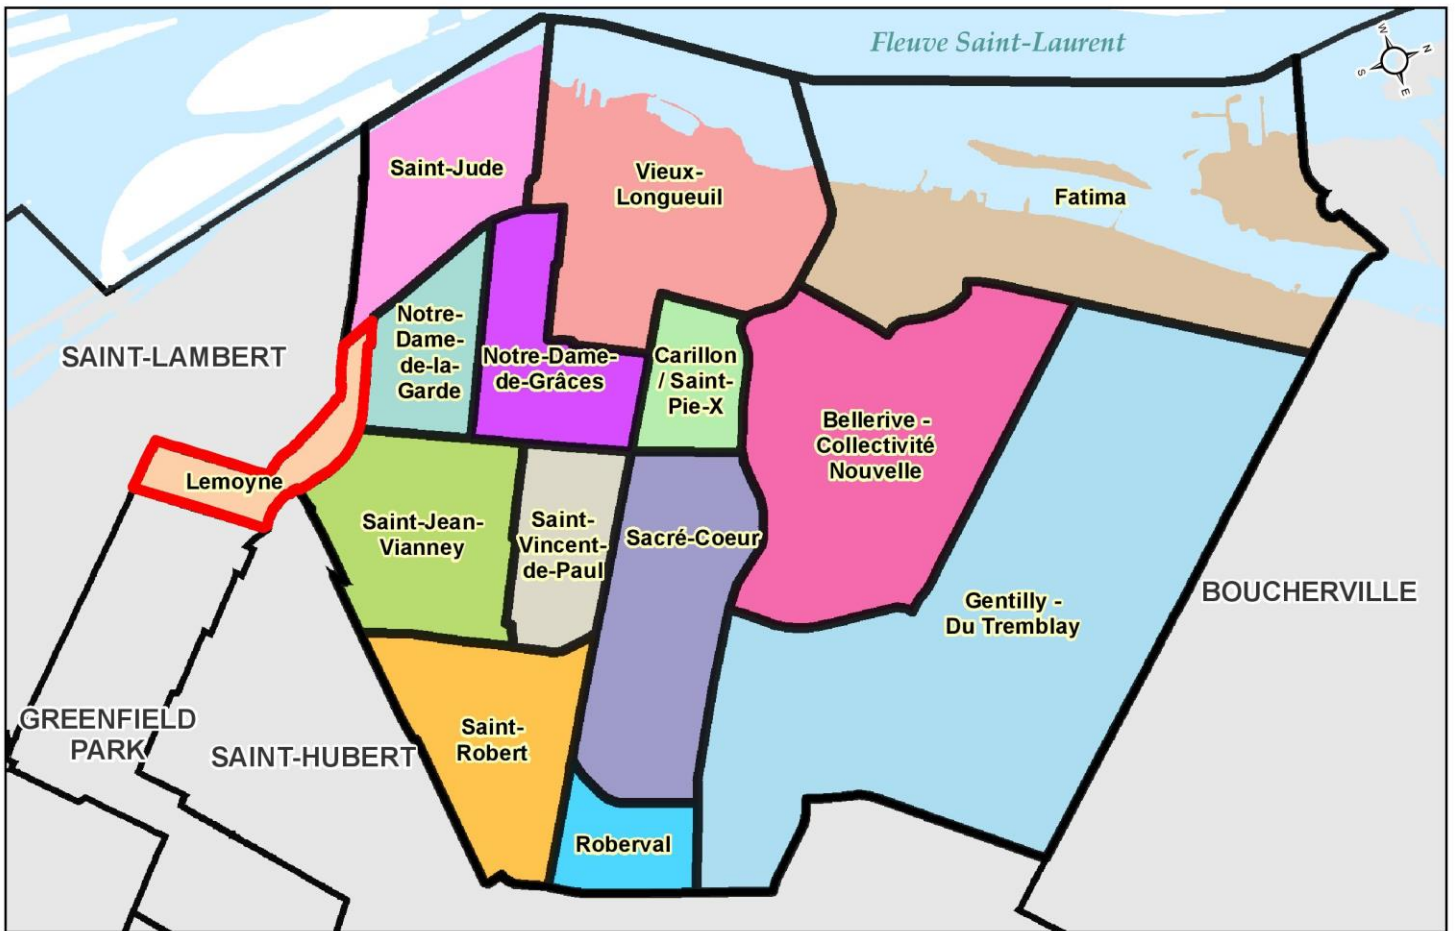 Fleuve Saint-Laurent
W
N
S
E
Saint-Jude
Vieux-
Longueuil
Fatima
Notre-
Dame-
de-la-
Garde
Notre-Dame-
de-Grâces
Carillon
/ Saint-
Pie-X
SAINT-LAMBERT
Bellerive -
Collectivité
Nouvelle
Lemoyne
Saint-Jean-
Vianney
Saint-
Vincent-
de-Paul
Sacré-Coeur
Gentilly -
Du Tremblay
BOUCHERVILLE
GREENFIELD
PARK
SAINT-HUBERT
Saint-
Robert
Roberval